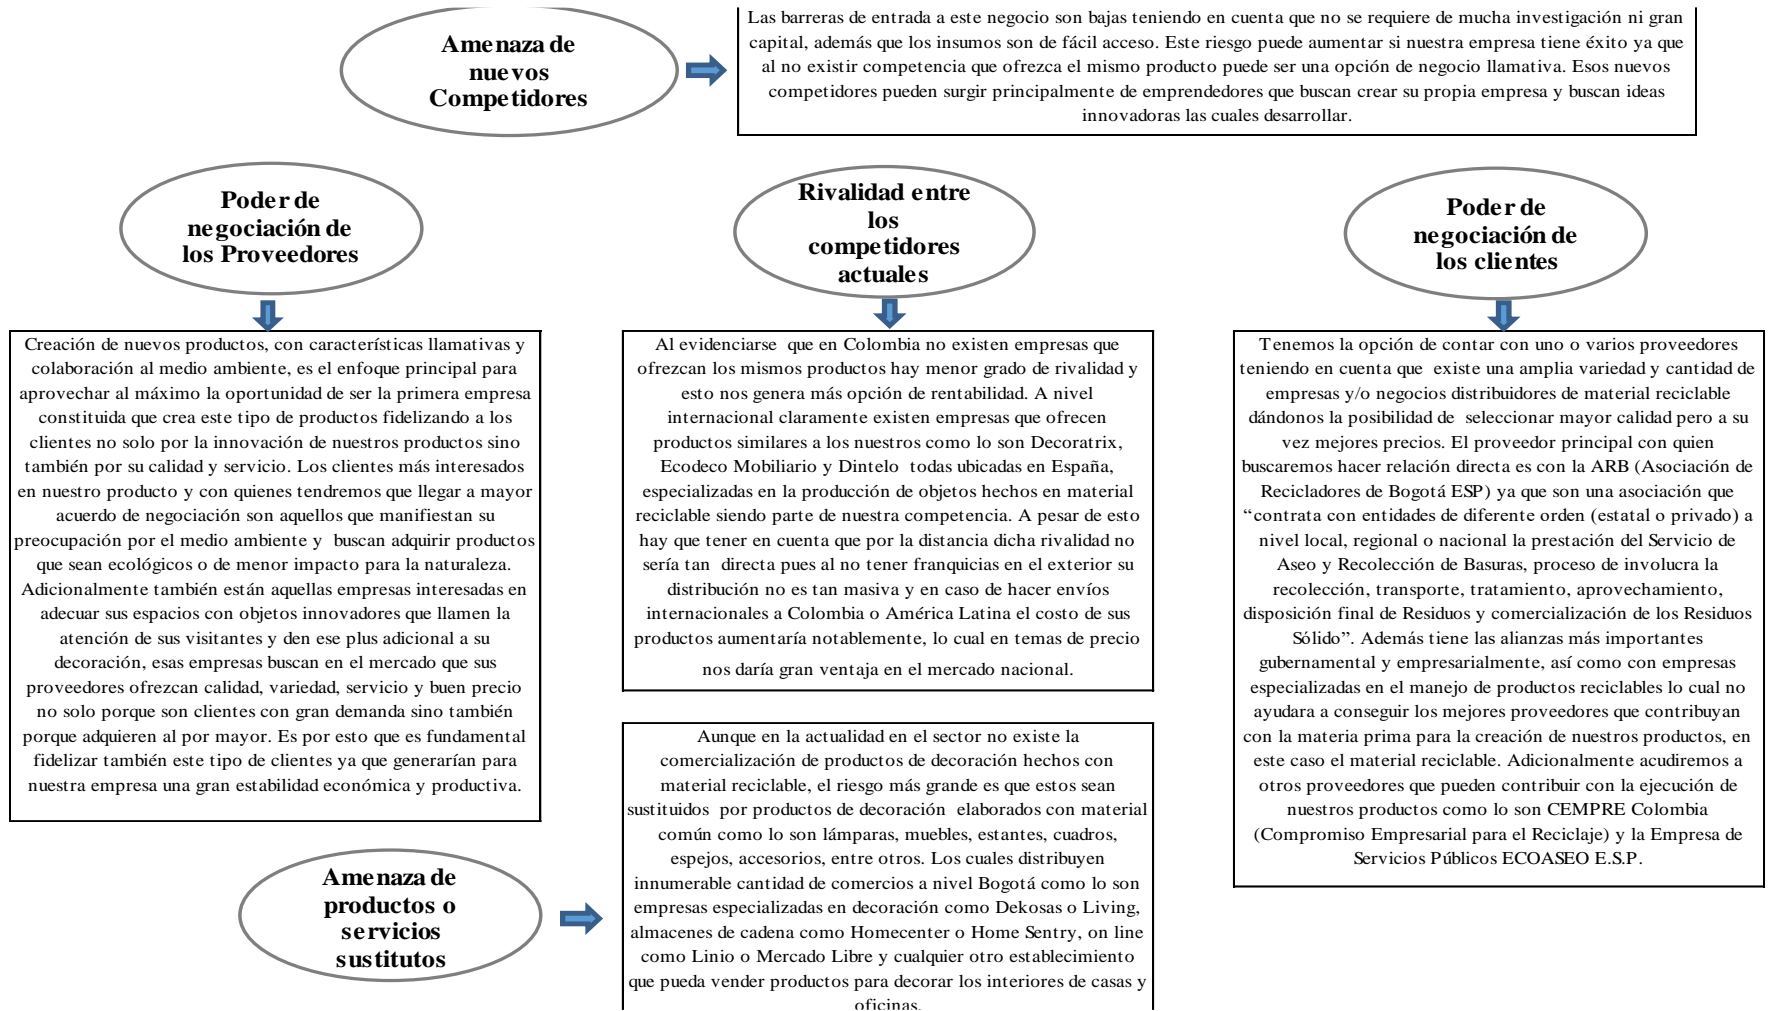 Amenaza de
nuevos
Competidores
Las barreras de entrada a este negocio son bajas teniendo en cuenta que no se requiere de mucha investigación ni gran
capital, además que los insumos son de fácil acceso. Este riesgo puede aumentar si nuestra empresa tiene éxito ya que
al no existir competencia que ofrezca el mismo producto puede ser una opción de negocio llamativa. Esos nuevos
competidores pueden surgir principalmente de emprendedores que buscan crear su propia empresa y buscan ideas
innovadoras las cuales desarrollar.
Poder de
negociación de
los Proveedores
Creación de nuevos productos, con características llamativas y
colaboración al medio ambiente, es el enfoque principal para
aprovechar al máximo la oportunidad de ser la primera empresa
constituida que crea este tipo de productos fidelizando a los
clientes no solo por la innovación de nuestros productos sino
también por su calidad y servicio. Los clientes más interesados
en nuestro producto y con quienes tendremos que llegar a mayor
acuerdo de negociación son aquellos que manifiestan su
preocupación por el medio ambiente y buscan adquirir productos
que sean ecológicos o de menor impacto para la naturaleza.
Adicionalmente también están aquellas empresas interesadas en
adecuar sus espacios con objetos innovadores que llamen la
atención de sus visitantes y den ese plus adicional a su
decoración, esas empresas buscan en el mercado que sus
proveedores ofrezcan calidad, variedad, servicio y buen precio
no solo porque son clientes con gran demanda sino también
porque adquieren al por mayor. Es por esto que es fundamental
fidelizar también este tipo de clientes ya que generarían para
nuestra empresa una gran estabilidad económica y productiva.
Rivalidad entre
los
competidores
actuales
Al evidenciarse que en Colombia no existen empresas que
ofrezcan los mismos productos hay menor grado de rivalidad y
esto nos genera más opción de rentabilidad. A nivel
internacional claramente existen empresas que ofrecen
productos similares a los nuestros como lo son Decoratrix,
Ecodeco Mobiliario y Dintelo todas ubicadas en España,
especializadas en la producción de objetos hechos en material
reciclable siendo parte de nuestra competencia. A pesar de esto
hay que tener en cuenta que por la distancia dicha rivalidad no
sería tan directa pues al no tener franquicias en el exterior su
distribución no es tan masiva y en caso de hacer envíos
internacionales a Colombia o América Latina el costo de sus
productos aumentaría notablemente, lo cual en temas de precio
nos daría gran ventaja en el mercado nacional.
Poder de
negociación de
los clientes
Tenemos la opción de contar con uno o varios proveedores
teniendo en cuenta que existe una amplia variedad y cantidad de
empresas y/o negocios distribuidores de material reciclable
dándonos la posibilidad de seleccionar mayor calidad pero a su
vez mejores precios. El proveedor principal con quien
buscaremos hacer relación directa es con la ARB (Asociación de
Recicladores de Bogotá ESP) ya que son una asociación que
“contrata con entidades de diferente orden (estatal o privado) a
nivel local, regional o nacional la prestación del Servicio de
Aseo y Recolección de Basuras, proceso de involucra la
recolección, transporte, tratamiento, aprovechamiento,
disposición final de Residuos y comercialización de los Residuos
Sólido”. Además tiene las alianzas más importantes
gubernamental y empresarialmente, así como con empresas
especializadas en el manejo de productos reciclables lo cual no
ayudara a conseguir los mejores proveedores que contribuyan
con la materia prima para la creación de nuestros productos, en
este caso el material reciclable. Adicionalmente acudiremos a
otros proveedores que pueden contribuir con la ejecución de
nuestros productos como lo son CEMPRE Colombia
(Compromiso Empresarial para el Reciclaje) y la Empresa de
Servicios Públicos ECOASEO E.S.P.
Amenaza de
productos o
servicios
sustitutos
Aunque en la actualidad en el sector no existe la
comercialización de productos de decoración hechos con
material reciclable, el riesgo más grande es que estos sean
sustituidos por productos de decoración elaborados con material
común como lo son lámparas, muebles, estantes, cuadros,
espejos, accesorios, entre otros. Los cuales distribuyen
innumerable cantidad de comercios a nivel Bogotá como lo son
empresas especializadas en decoración como Dekosas o Living,
almacenes de cadena como Homecenter o Home Sentry, on line
como Linio o Mercado Libre y cualquier otro establecimiento
que pueda vender productos para decorar los interiores de casas y
oficinas.